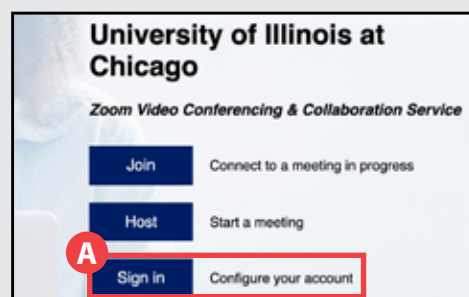 University of Illinois at
Chicago
Zoom Video Conferencing & Collaboration Service
Join Connect to a meeting in progress
Host Start a meeting
A
Sign in Configure your account